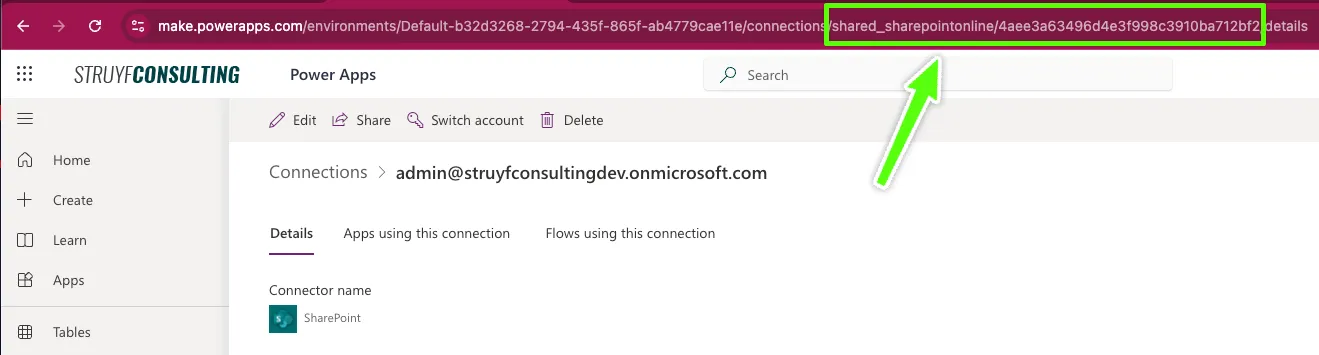 make.powerapps.com/environments/Default-b32d3268-2794-435f-865f-ab4779cae11e/connections/shared_sharepointonline/4aee3a63496d4e3f998c3910ba712bf2/details
STRUYFCONSULTING
Power Apps
Search
Edit
Share
Switch account
Delete
Home
Create
Learn
Apps
Tables
Connections > admin@struyfconsultingdev.onmicrosoft.com
Details
Apps using this connection
Flows using this connection
Connector name
S
SharePoint